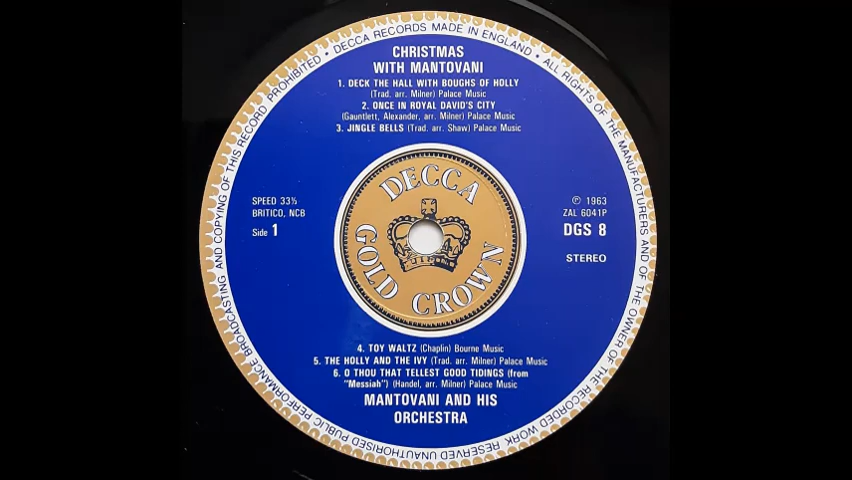 DECCA RECORDS MADE IN ENGLAND • ALL RIGHTS OF THE MANUFACTURERS AND OF THE OWNER OF THE RECORDED WORK RESERVED UNAUTHORISED PUBLIC PERFORMANCE BROADCASTING AND COPYING OF THIS RECORD PROHIBITED •
CHRISTMAS
WITH MANTOVANI
1. DECK THE HALL WITH BOUGHS OF HOLLY
(Trad. arr. Milner) Palace Music
2. ONCE IN ROYAL DAVID'S CITY
(Gauntlett, Alexander, arr. Milner) Palace Music
3. JINGLE BELLS (Trad. arr. Shaw) Palace Music
SPEED 33⅓
BRITICO, NCB
Side 1
DECCA
GOLD CROWN
℗ 1963
ZAL 6041P
DGS 8
STEREO
4. TOY WALTZ (Chaplin) Bourne Music
5. THE HOLLY AND THE IVY (Trad. arr. Milner) Palace Music
6. O THOU THAT TELLEST GOOD TIDINGS (from
"Messiah") (Handel, arr. Milner) Palace Music
MANTOVANI AND HIS
ORCHESTRA